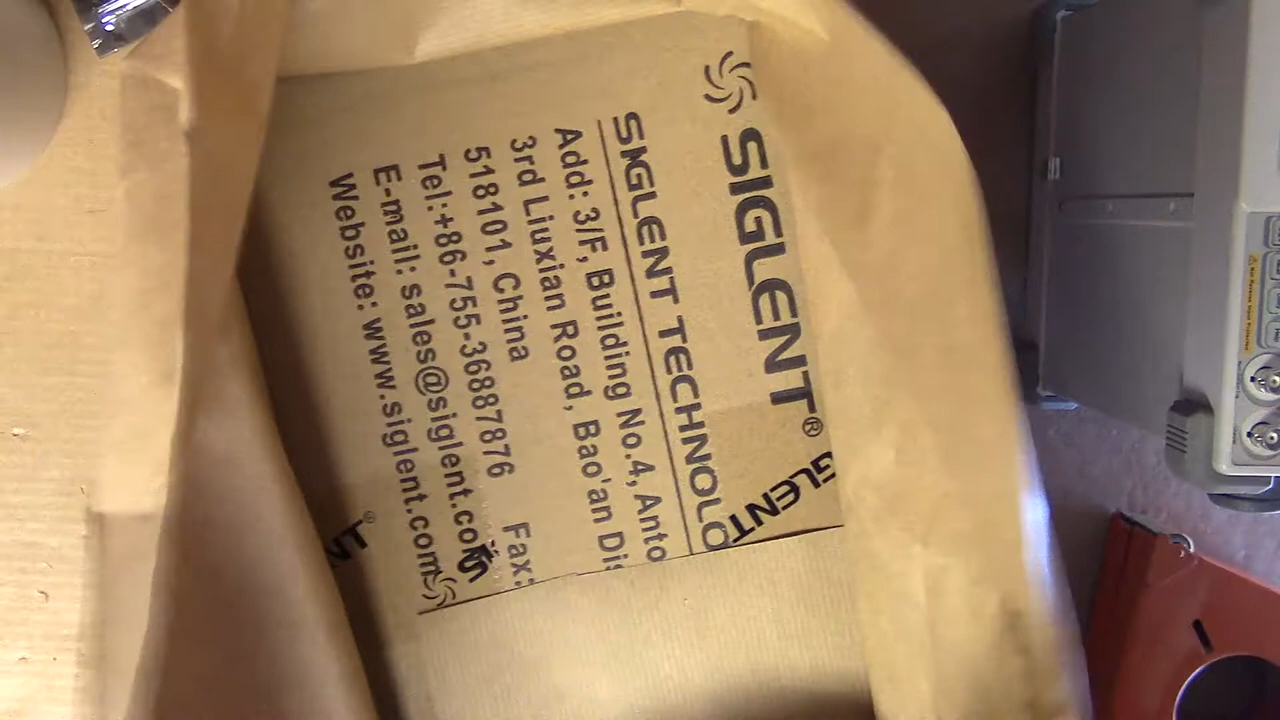 SIGLENT®
SIGLENT TECHNOLO
Add: 3/F, Building No.4, Anto
3rd Liuxian Road, Bao'an Dis
518101, China
Tel:+86-755-36887876 Fax:
E-mail: sales@siglent.com
Website: www.siglent.com
GLENT